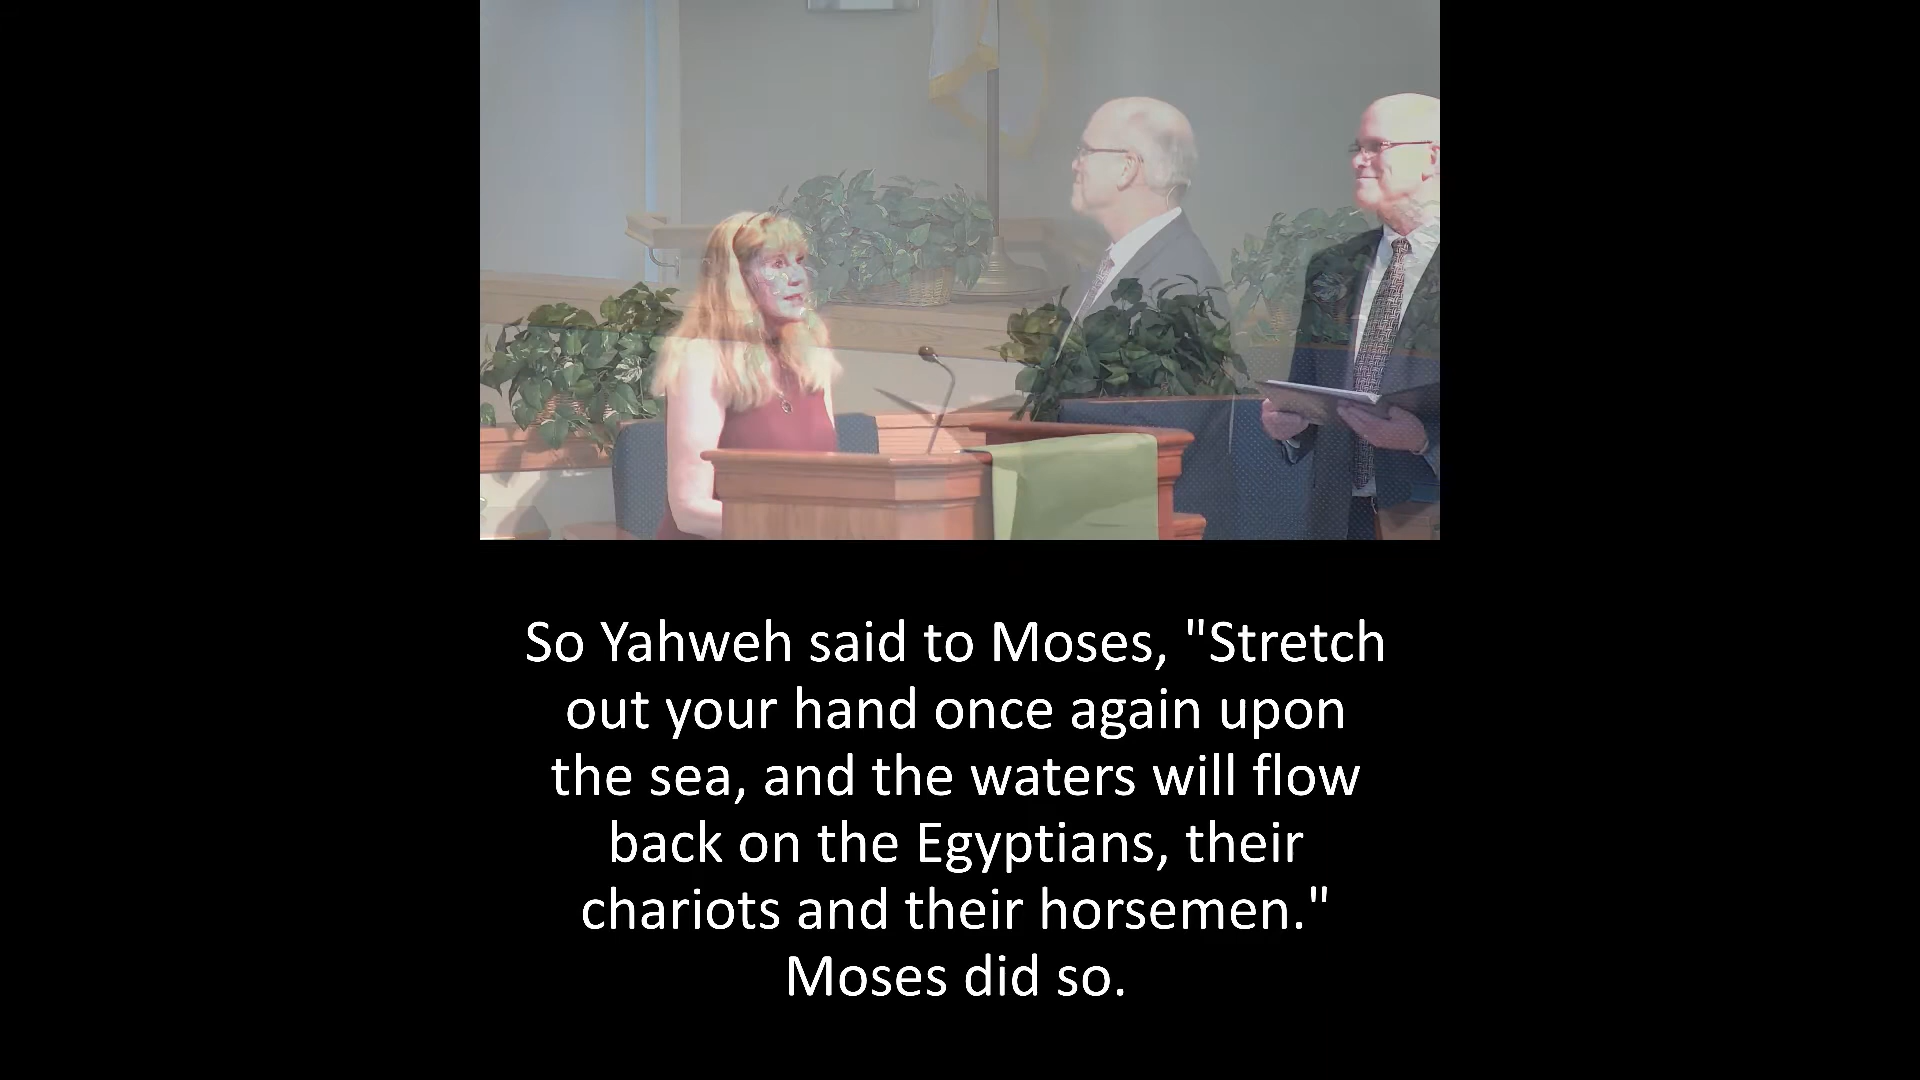 So Yahweh said to Moses, "Stretch
out your hand once again upon
the sea, and the waters will flow
back on the Egyptians, their
chariots and their horsemen."
Moses did so.